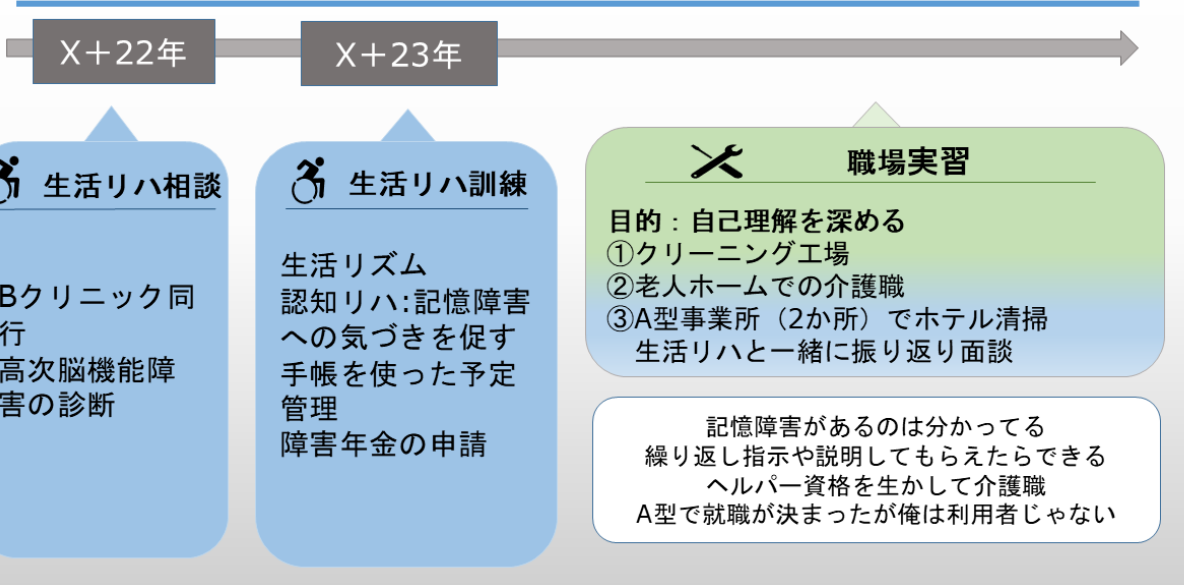 X＋22年
X＋23年
生活リハ相談
Bクリニック同
行
高次脳機能障
害の診断
生活リハ訓練
生活リズム
認知リハ:記憶障害
への気づきを促す
手帳を使った予定
管理
障害年金の申請
職場実習
目的：自己理解を深める
①クリーニング工場
②老人ホームでの介護職
③A型事業所（2か所）でホテル清掃
生活リハと一緒に振り返り面談
記憶障害があるのは分かってる
繰り返し指示や説明してもらえたらできる
ヘルパー資格を生かして介護職
A型で就職が決まったが俺は利用者じゃない